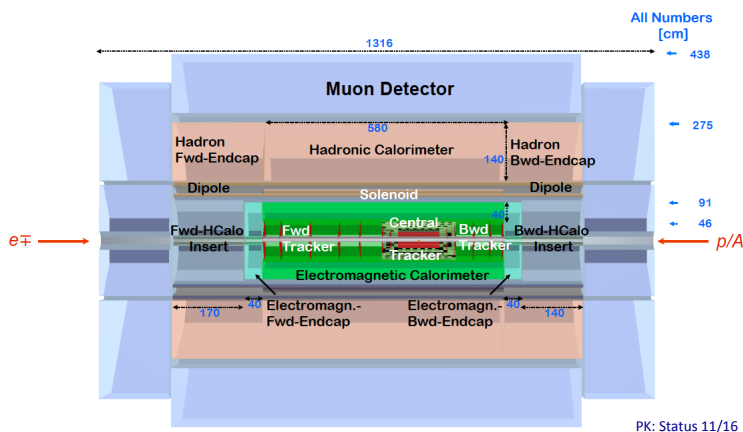 All Numbers
[cm]
1316
438
Muon Detector
275
580
Hadron
Fwd-Endcap
Hadronic Calorimeter
140
Hadron
Bwd-Endcap
Dipole
Solenoid
Dipole
91
40
46
Fwd-HCalo
Insert
Fwd
Tracker
Central
Tracker
Bwd
Tracker
Bwd-HCalo
Insert
e∓
p/A
Electromagnetic Calorimeter
170
40
Electromagn.-
Fwd-Endcap
Electromagn.-
Bwd-Endcap
40
140
PK: Status 11/16